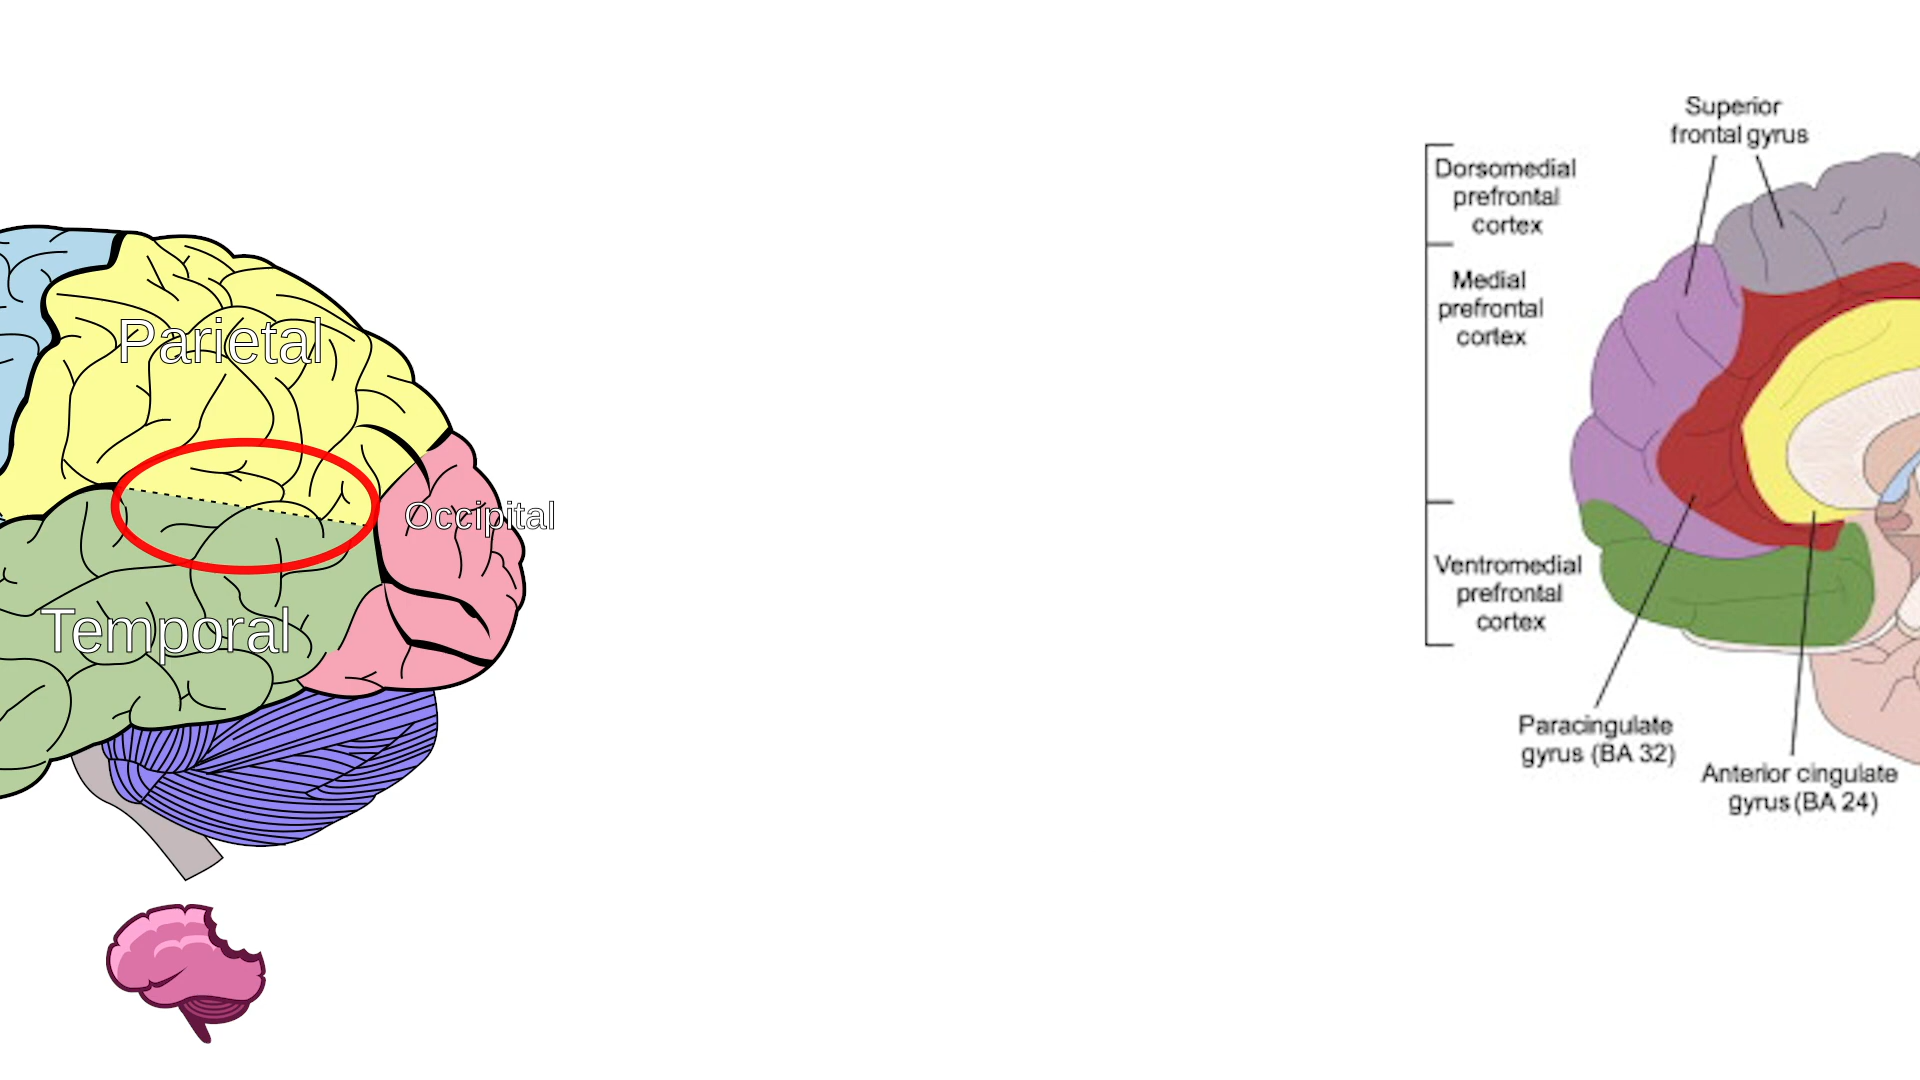 Parietal
Occipital
Temporal
Superior
frontal gyrus
Dorsomedial
prefrontal
cortex
Medial
prefrontal
cortex
Ventromedial
prefrontal
cortex
Paracingulate
gyrus (BA 32)
Anterior cingulate
gyrus (BA 24)